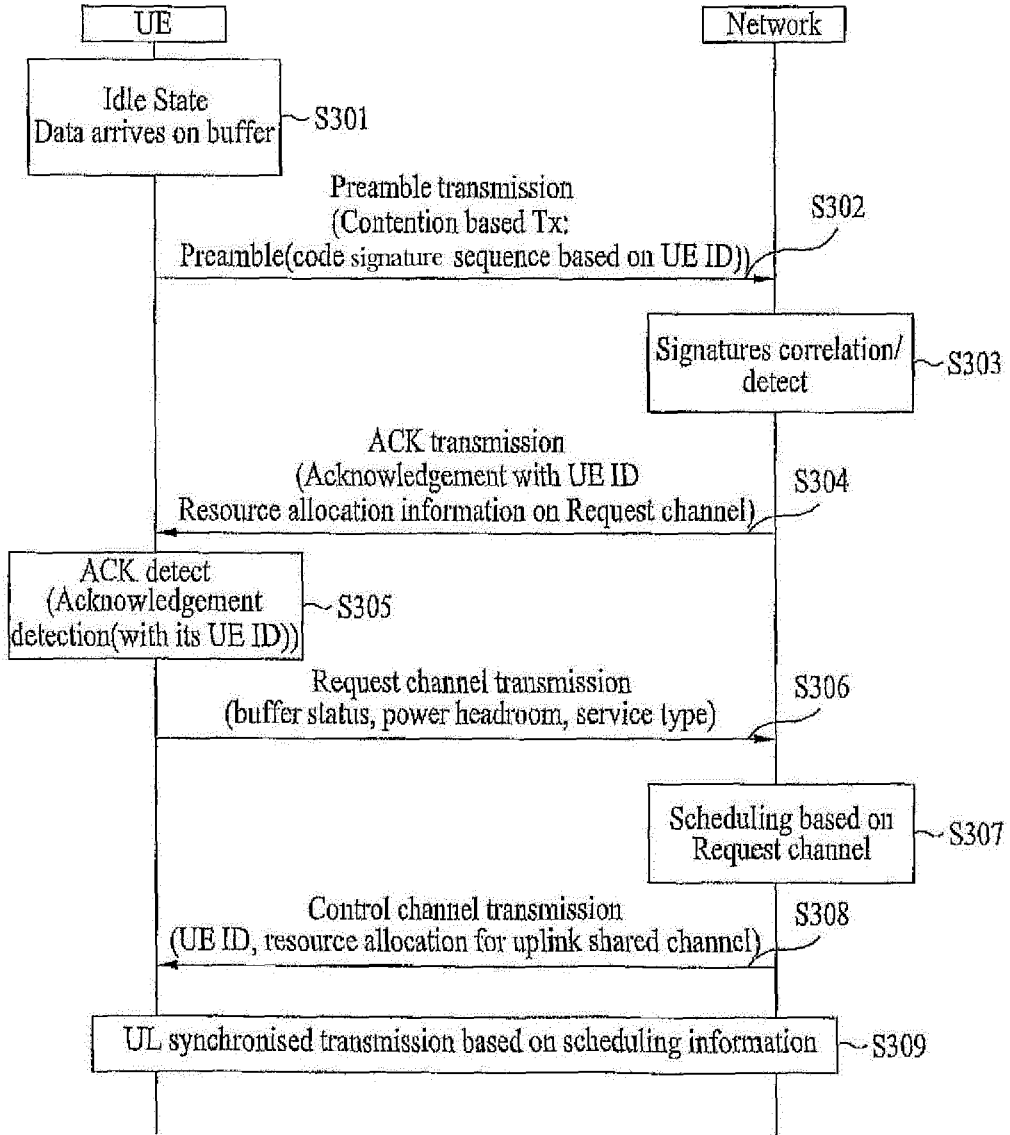 UE
Network
Idle State
Data arrives on buffer
S301
Preamble transmission
(Contention based Tx:
Preamble(code signature sequence based on UE ID))
S302
Signatures correlation/
detect
S303
ACK transmission
(Acknowledgement with UE ID
Resource allocation information on Request channel)
S304
ACK detect
(Acknowledgement
detection(with its UE ID))
S305
Request channel transmission
(buffer status, power headroom, service type)
S306
Scheduling based on
Request channel
S307
Control channel transmission
(UE ID, resource allocation for uplink shared channel)
S308
UL synchronised transmission based on scheduling information
S309